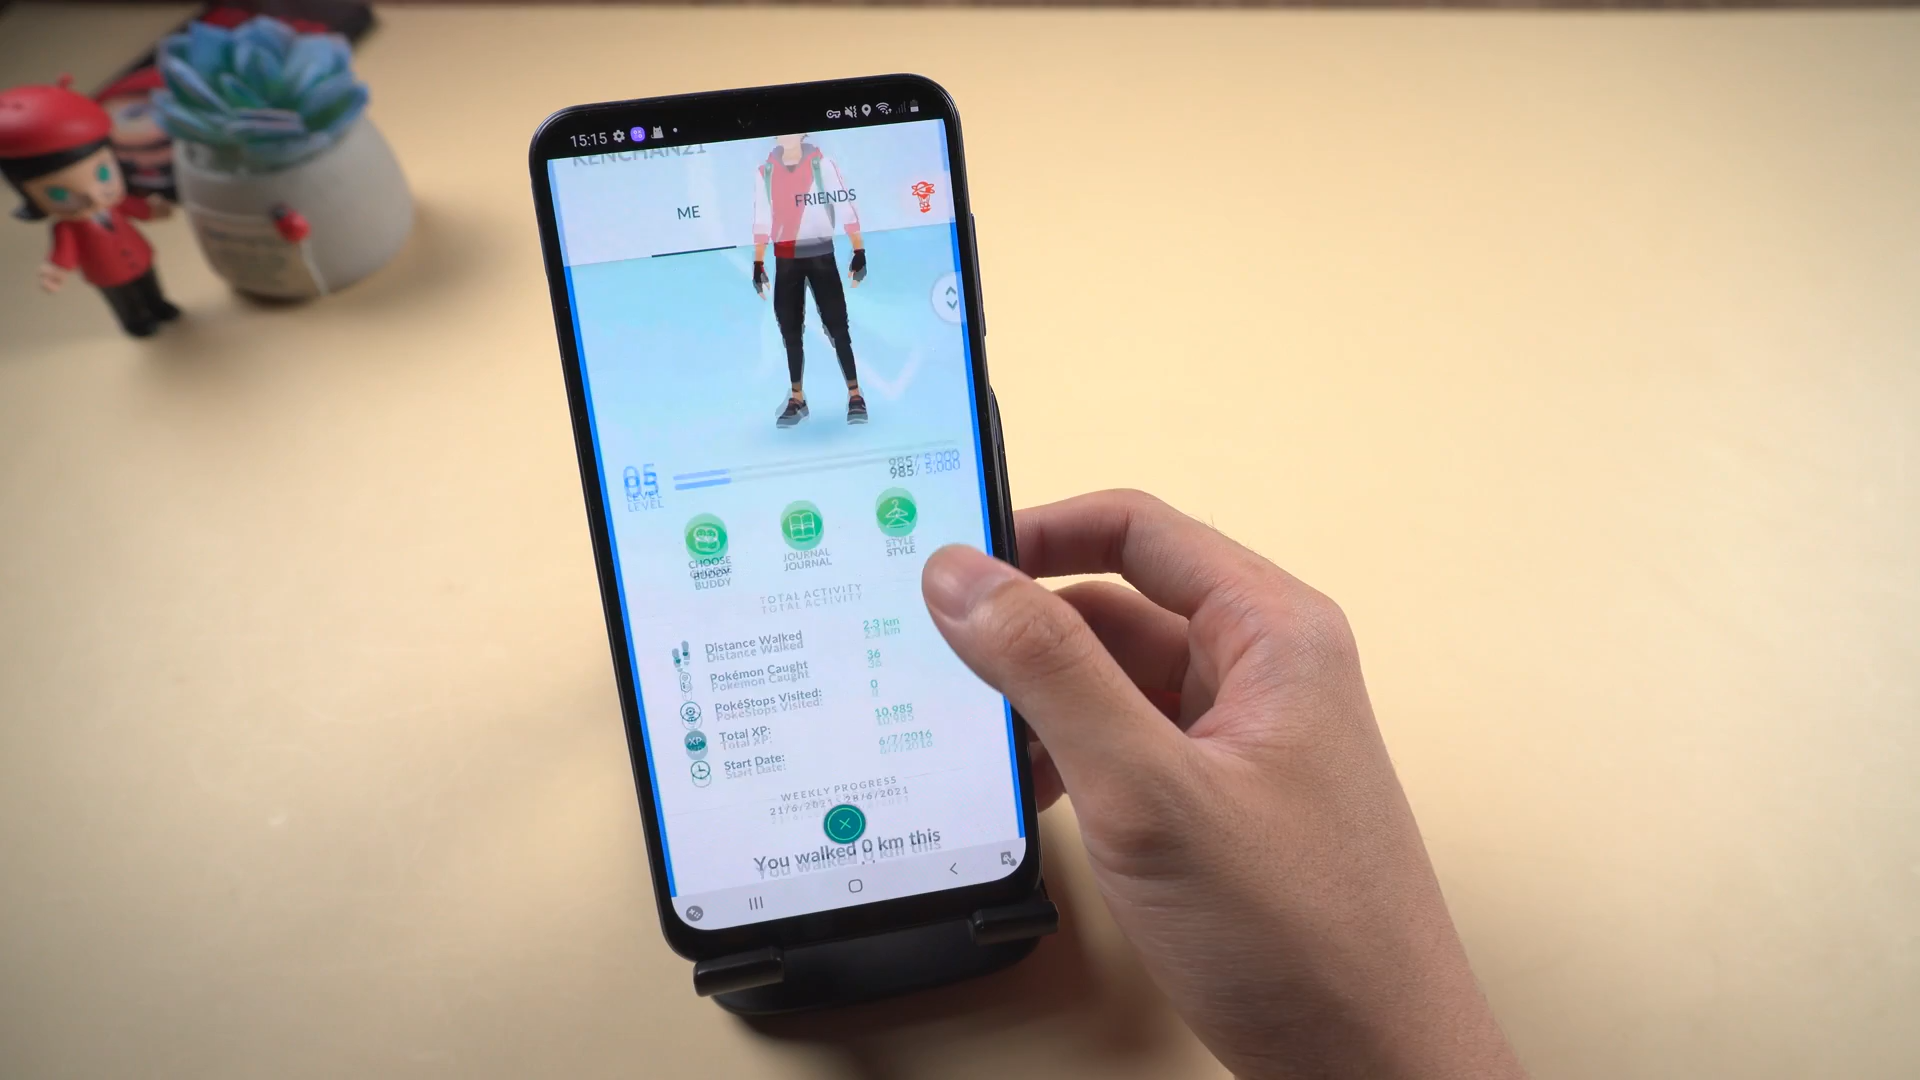 15:15
KENCHAN21
ME
FRIENDS
05
LEVEL
985/ 5.000
CHOOSE
BUDDY
JOURNAL
STYLE
TOTAL ACTIVITY
Distance Walked
2.3 km
Pokémon Caught
36
PokéStops Visited:
0
XP
Total XP:
10.985
Start Date:
6/7/2016
WEEKLY PROGRESS
21/6/2021 - 28/6/2021
You walked 0 km this